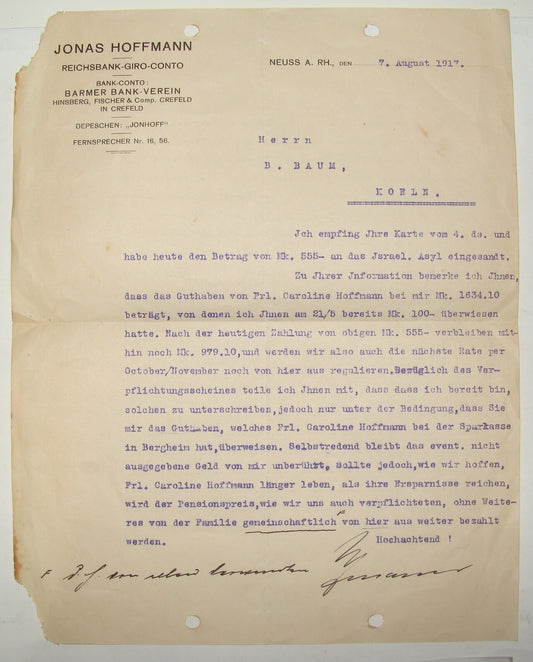 JONAS HOFFMANN
REICHSBANK-GIRO-CONTO
BANK-CONTO:
BARMER BANK-VEREIN
HINSBERG, FISCHER & Comp. CREFELD
IN CREFELD
DEPESCHEN: „JONHOFF"
FERNSPRECHER Nr. 16, 56.
NEUSS A. RH., DEN 7. August 1917.
Herrn
B. BAUM,
KOELN.
Ich empfing Jhre Karte vom 4. ds. und
habe heute den Betrag von Mk. 555- an das Jsrael. Asyl eingesandt.
Zu Jhrer Jnformation bemerke ich Jhnen,
dass das Guthaben von Frl. Caroline Hoffmann bei mir Mk. 1634.10
beträgt, von denen ich Jhnen am 21/5 bereits Mk. 100- überwiesen
hatte. Nach der heutigen Zahlung von obigen Mk. 555- verbleiben mit-
hin noch Mk. 979.10,und werden wir also auch die nächste Rate per
October/November noch von hier aus regulieren.Bezüglich des Ver-
pflichtungsscheines teile ich Jhnen mit, dass dass ich bereit bin,
solchen zu unterschreiben,jedoch nur unter der Bedingung,dass Sie
mir das Guthaben, welches Frl. Caroline Hoffmann bei der Sparkasse
in Bergheim hat,überweisen. Selbstredend bleibt das event. nicht
ausgegebene Geld von mir unberührt, Sollte jedoch,wie wir hoffen,
Frl. Caroline Hoffmann länger leben, als ihre Ersparnisse reichen,
wird der Pensionspreis,wie wir uns auch verpflichteten, ohne Weite-
res von der Familie gemeinschaftlich von hier aus weiter bezahlt
werden. Hochachtend !